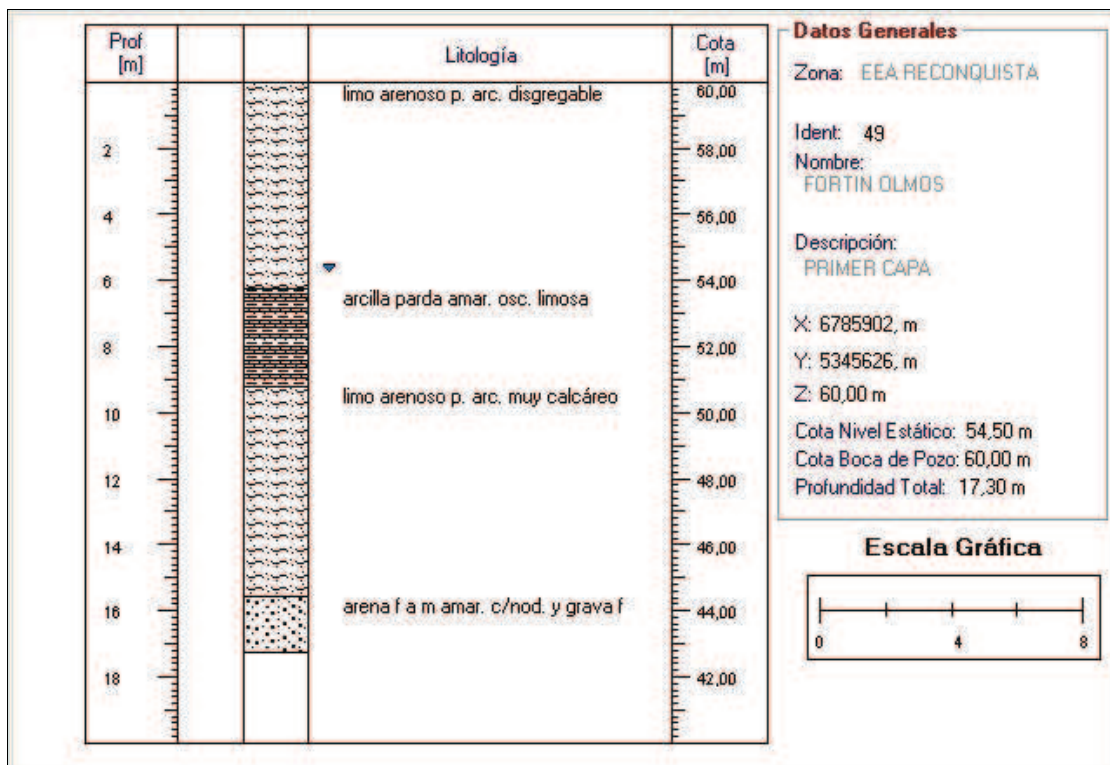 Prof
[m]
Litología
Cota
[m]
limo arenoso p. arc. disgregable
arcilla parda amar. osc. limosa
limo arenoso p. arc. muy calcáreo
arena f a m amar. c/nod. y grava f
2
4
6
8
10
12
14
16
18
60,00
58,00
56,00
54,00
52,00
50,00
48,00
46,00
44,00
42,00
Datos Generales
Zona: EEA RECONQUISTA
Ident: 49
Nombre:
FORTIN OLMOS
Descripción:
PRIMER CAPA
X: 6785902, m
Y: 5345626, m
Z: 60,00 m
Cota Nivel Estático: 54,50 m
Cota Boca de Pozo: 60,00 m
Profundidad Total: 17,30 m
Escala Gráfica
0 4 8